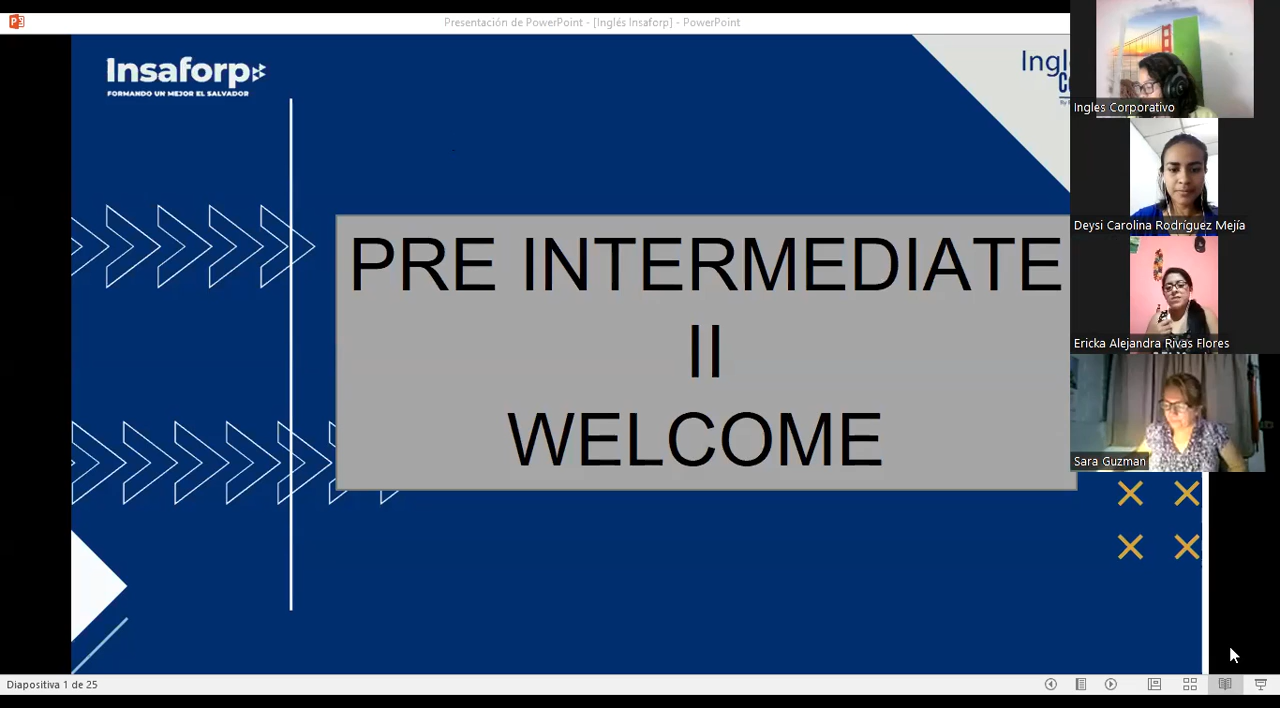 Presentación de PowerPoint - [Inglés Insaforp] - PowerPoint
Insaforp
FORMANDO UN MEJOR EL SALVADOR
Ingl
PRE INTERMEDIATE
II
WELCOME
Ingles Corporativo
Deysi Carolina Rodríguez Mejía
Ericka Alejandra Rivas Flores
Sara Guzman
Diapositiva 1 de 25